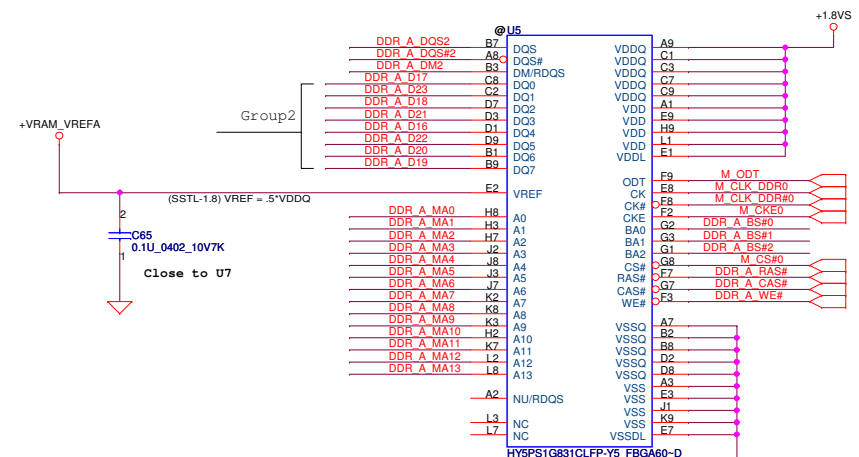 +1.8VS
@U5
DDR_A_DQS2 B7 DQS VDDQ A9
DDR_A_DQS#2 A8 DQS# VDDQ C1
DDR_A_DM2 B3 DM/RDQS VDDQ C3
DDR_A_D17 C8 DQ0 VDDQ C7
DDR_A_D23 C2 DQ1 VDDQ C9
DDR_A_D18 D7 DQ2 VDD A1
DDR_A_D21 D3 DQ3 VDD E9
DDR_A_D16 D1 DQ4 VDD H9
DDR_A_D22 D9 DQ5 VDD L1
DDR_A_D20 B1 DQ6 VDDL E1
DDR_A_D19 B9 DQ7
Group2
+VRAM_VREFA
ODT F9 M_ODT
(SSTL-1.8) VREF = .5*VDDQ E2 VREF CK E8 M_CLK_DDR0
CK# F8 M_CLK_DDR#0
CKE F2 M_CKE0
DDR_A_MA0 H8 A0 BA0 G2 DDR_A_BS#0
DDR_A_MA1 H3 A1 BA1 G3 DDR_A_BS#1
DDR_A_MA2 H7 A2 BA2 G1 DDR_A_BS#2
DDR_A_MA3 J2 A3 CS# G8 M_CS#0
DDR_A_MA4 J8 A4 RAS# F7 DDR_A_RAS#
DDR_A_MA5 J3 A5 CAS# G7 DDR_A_CAS#
DDR_A_MA6 J7 A6 WE# F3 DDR_A_WE#
DDR_A_MA7 K2 A7
DDR_A_MA8 K8 A8
DDR_A_MA9 K3 A9 VSSQ A7
DDR_A_MA10 H2 A10 VSSQ B2
DDR_A_MA11 K7 A11 VSSQ B8
DDR_A_MA12 L2 A12 VSSQ D2
DDR_A_MA13 L8 A13 VSSQ D8
VSS A3
A2 NU/RDQS VSS E3
VSS J1
L3 NC VSS K9
L7 NC VSSDL E7
2
C65
0.1U_0402_10V7K
1
Close to U7
HY5PS1G831CLFP-Y5_FBGA60~D